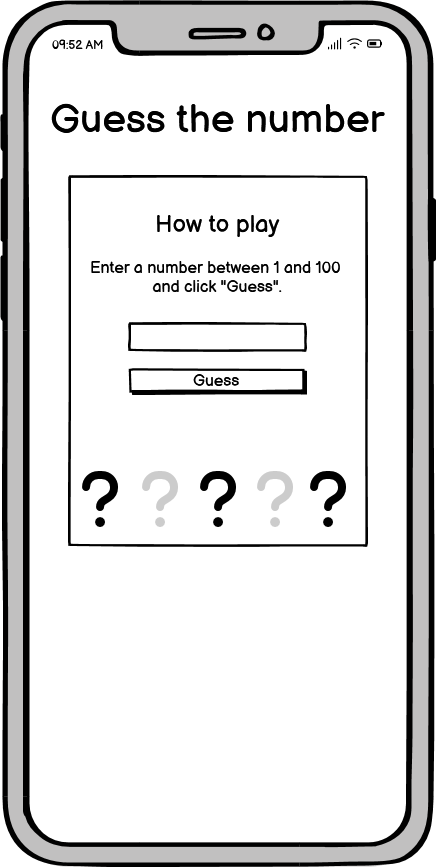 09:52 AM
Guess the number
How to play
Enter a number between 1 and 100
and click "Guess".
Guess
? ? ? ? ?